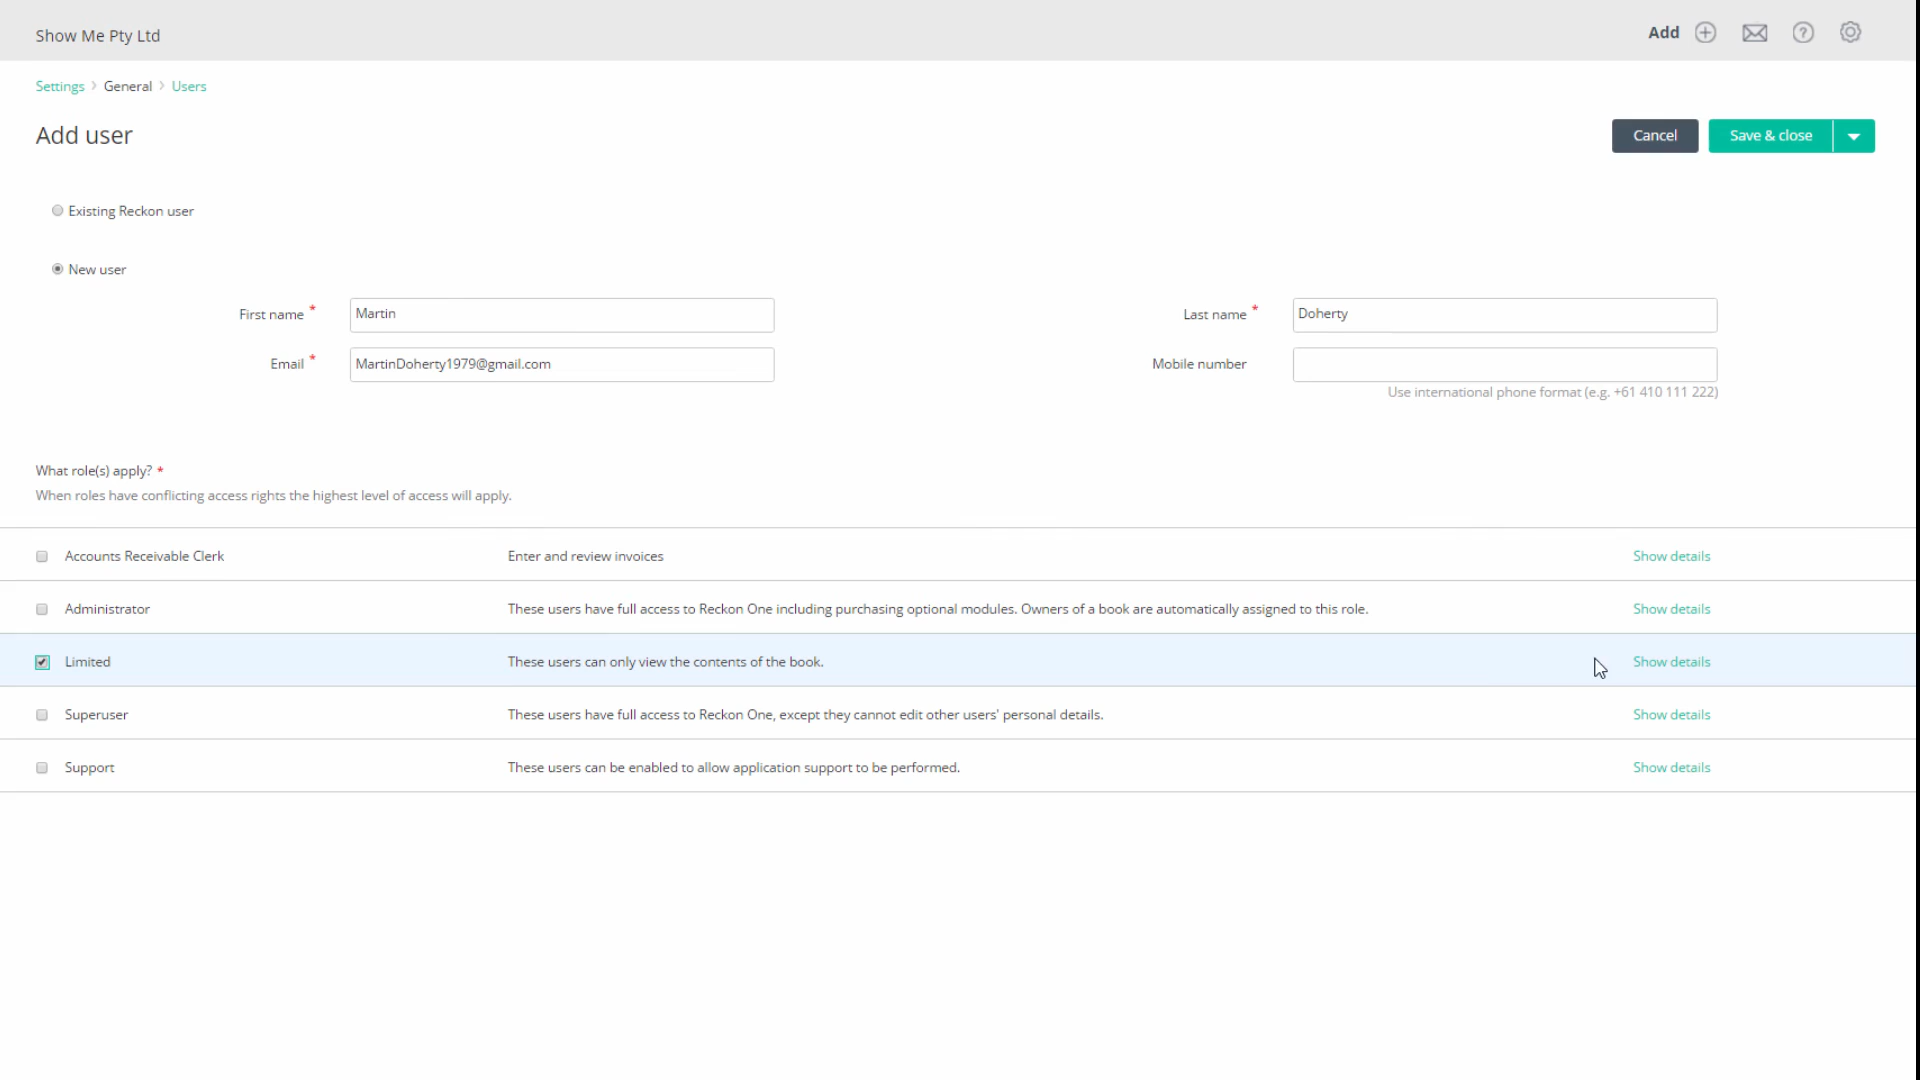 Show Me Pty Ltd
Add
Settings > General > Users
Add user
Cancel
Save & close
Existing Reckon user
New user
First name * Martin
Last name * Doherty
Email * MartinDoherty1979@gmail.com
Mobile number
Use international phone format (e.g. +61 410 111 222)
What role(s) apply? *
When roles have conflicting access rights the highest level of access will apply.
Accounts Receivable Clerk Enter and review invoices Show details
Administrator These users have full access to Reckon One including purchasing optional modules. Owners of a book are automatically assigned to this role. Show details
Limited These users can only view the contents of the book. Show details
Superuser These users have full access to Reckon One, except they cannot edit other users' personal details. Show details
Support These users can be enabled to allow application support to be performed. Show details